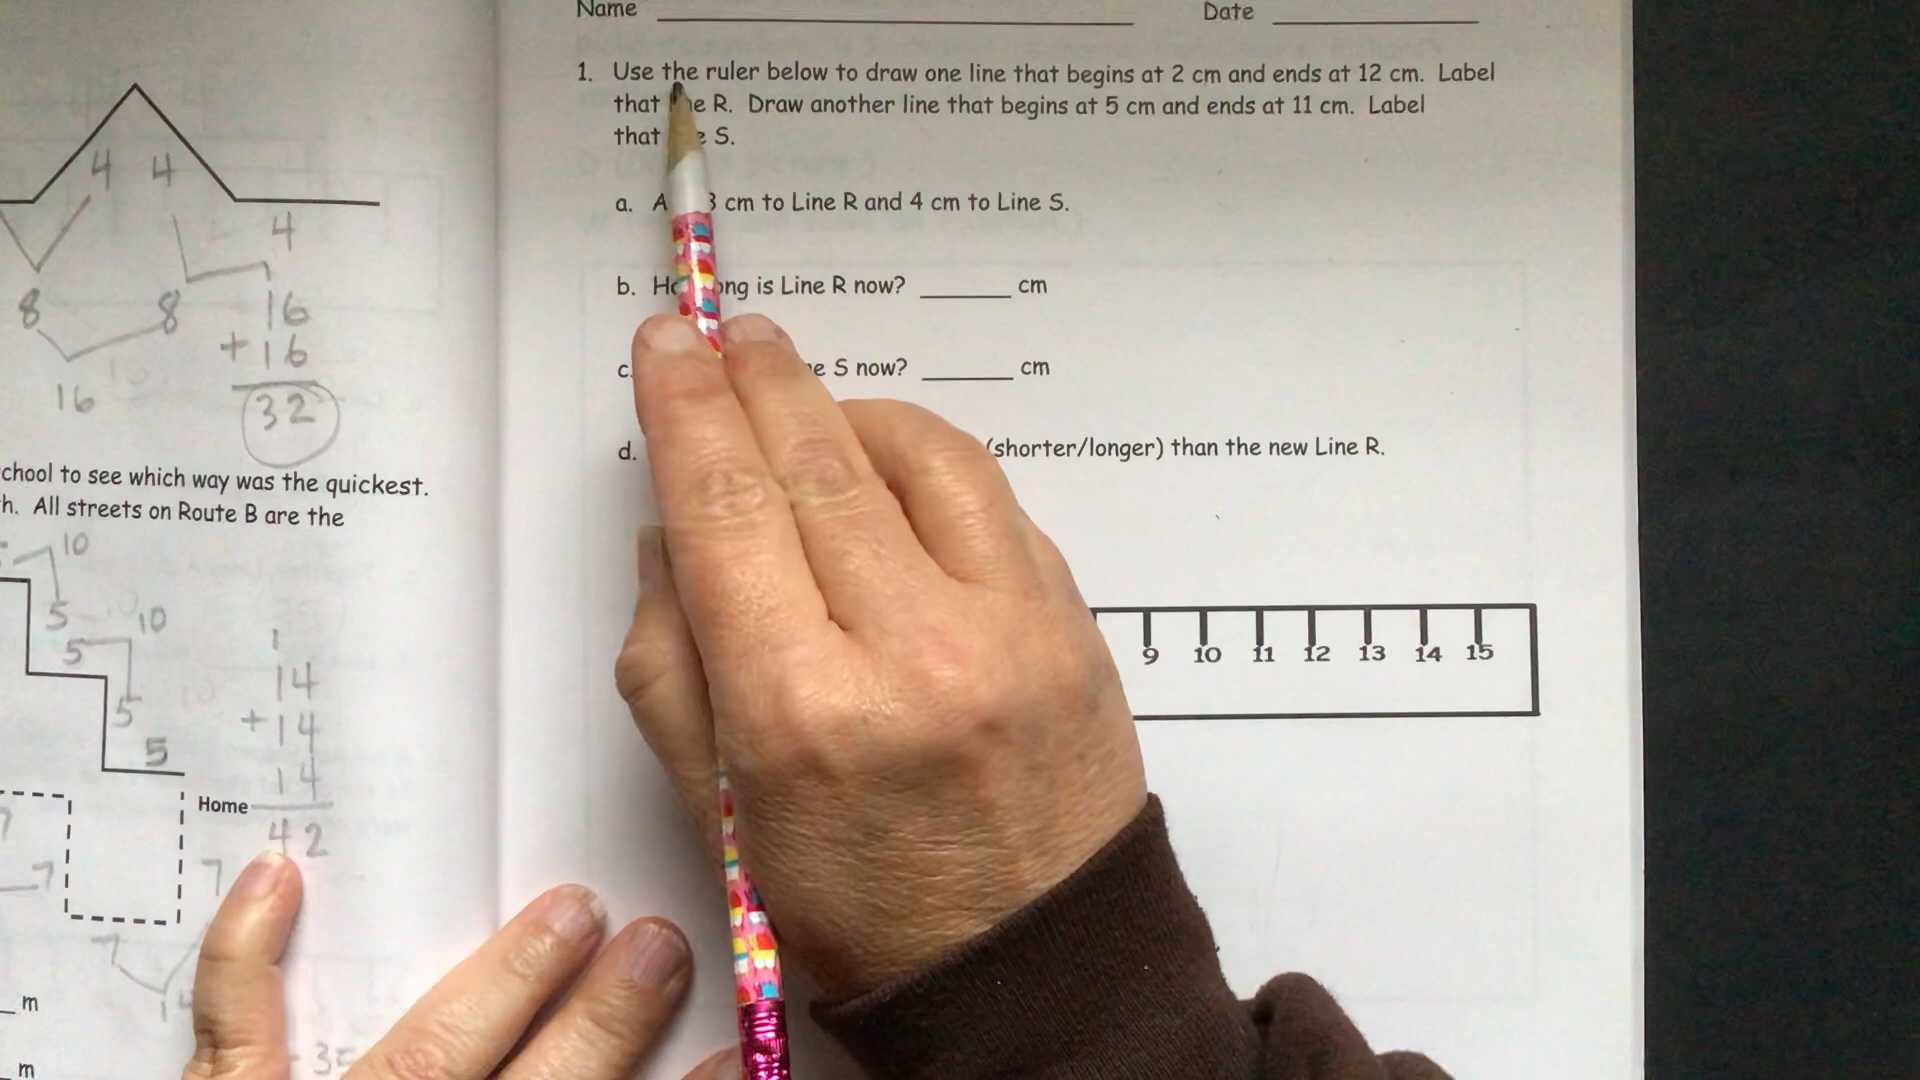 Name Date
1. Use the ruler below to draw one line that begins at 2 cm and ends at 12 cm. Label
that R. Draw another line that begins at 5 cm and ends at 11 cm. Label
that S.
a. 3 cm to Line R and 4 cm to Line S.
b. is Line R now? cm
c. S now? cm
d. (shorter/longer) than the new Line R.
9 10 11 12 13 14 15
4 4
4
8 8 16
+16
16
32
to see which way was the quickest.
All streets on Route B are the
10
5 10
5
5
5
1
14
+14
14
Home
42
7
7
7
m
m